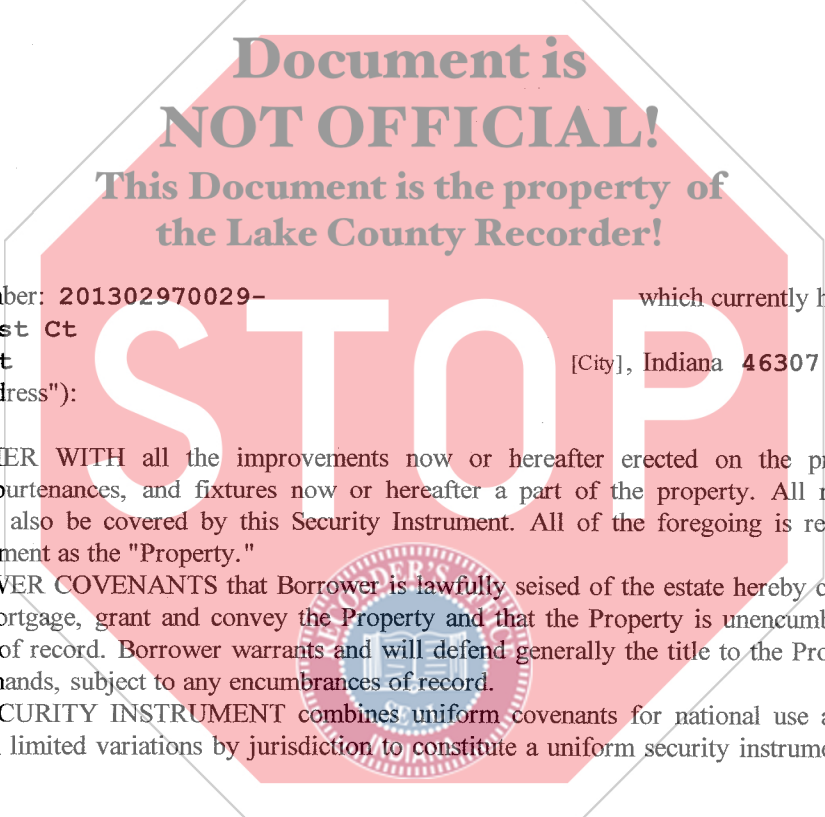 Document is
NOT OFFICIAL!
This Document is the property of
the Lake County Recorder!
STOP
ber: 201302970029- which currently h
st Ct
t [City], Indiana 46307
dress"):
ER WITH all the improvements now or hereafter erected on the pr
ourtenances, and fixtures now or hereafter a part of the property. All r
also be covered by this Security Instrument. All of the foregoing is re
ment as the "Property."
WER COVENANTS that Borrower is lawfully seised of the estate hereby c
ortgage, grant and convey the Property and that the Property is unencumb
of record. Borrower warrants and will defend generally the title to the Pro
nands, subject to any encumbrances of record.
CURITY INSTRUMENT combines uniform covenants for national use a
limited variations by jurisdiction to constitute a uniform security instrume
SEAL